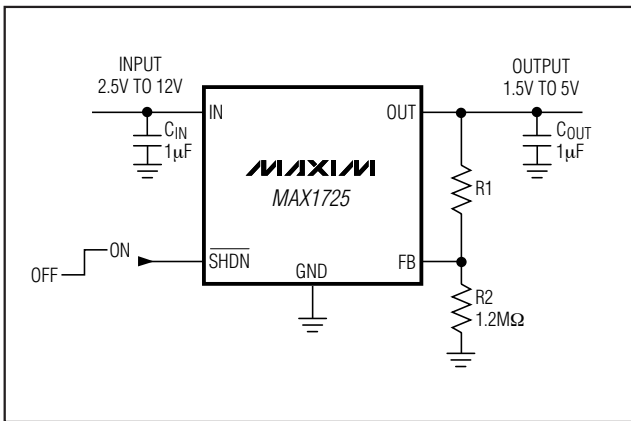 INPUT
2.5V TO 12V
OUTPUT
1.5V TO 5V
IN
OUT
CIN
1µF
COUT
1µF
MAXIM
MAX1725
R1
ON
OFF
SHDN
GND
FB
R2
1.2MΩ